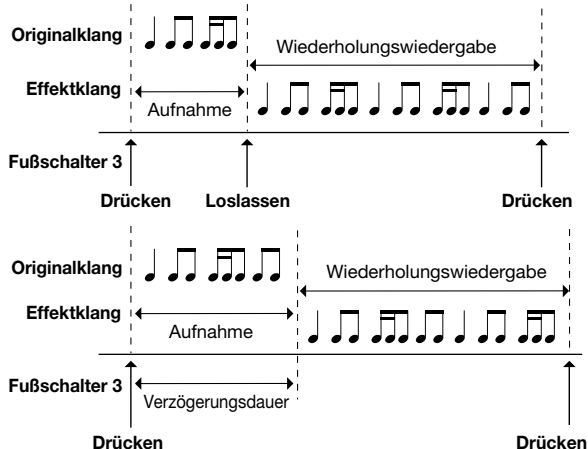 Originalklang
Wiederholungswiedergabe
Effektklang
Aufnahme
Fußschalter 3
Drücken Loslassen Drücken
Originalklang
Wiederholungswiedergabe
Effektklang
Aufnahme
Fußschalter 3
Verzögerungsdauer
Drücken Drücken